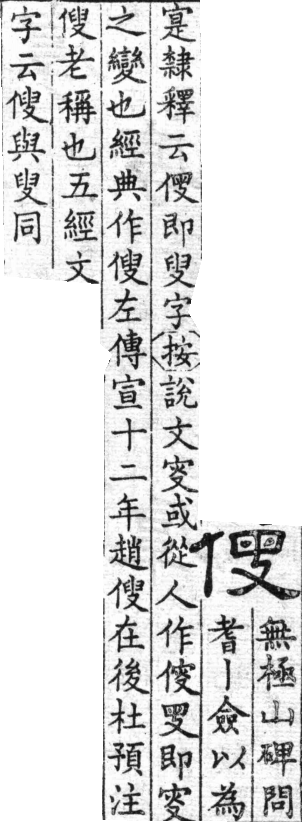 傁
無極山碑問
耆丨僉以為
寔隸釋云傁即叟字按說文叜或從人作傁叟即叜
之變也經典作傁左傳宣十二年趙傁在後杜預注
傁老稱也五經文
字云傁與叟同